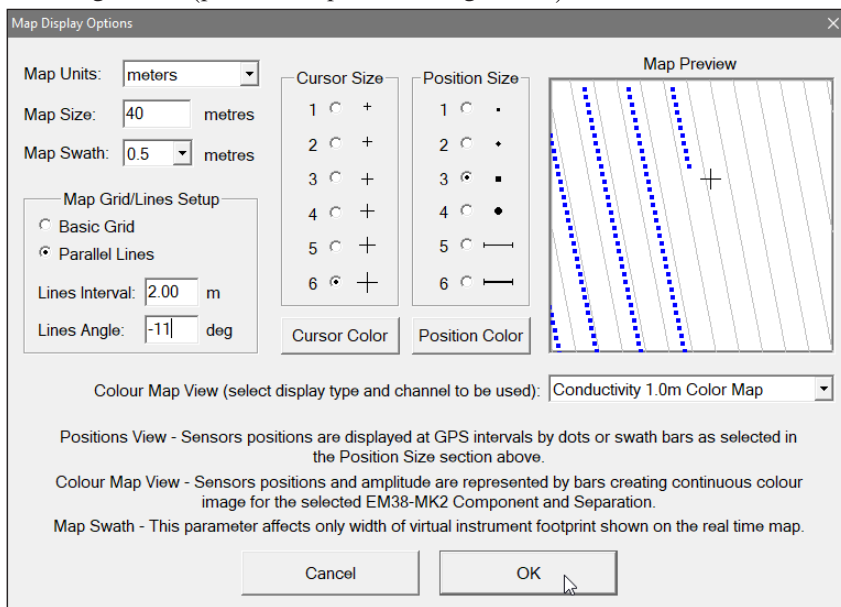 Map Display Options
Map Units: meters
Map Size: 40 metres
Map Swath: 0.5 metres
Map Grid/Lines Setup
Basic Grid
Parallel Lines
Lines Interval: 2.00 m
Lines Angle: -11 deg
Cursor Size
1
2
3
4
5
6
Cursor Color
Position Size
1
2
3
4
5
6
Position Color
Map Preview
Colour Map View (select display type and channel to be used): Conductivity 1.0m Color Map
Positions View - Sensors positions are displayed at GPS intervals by dots or swath bars as selected in
the Position Size section above.
Colour Map View - Sensors positions and amplitude are represented by bars creating continuous colour
image for the selected EM38-MK2 Component and Separation.
Map Swath - This parameter affects only width of virtual instrument footprint shown on the real time map.
Cancel
OK